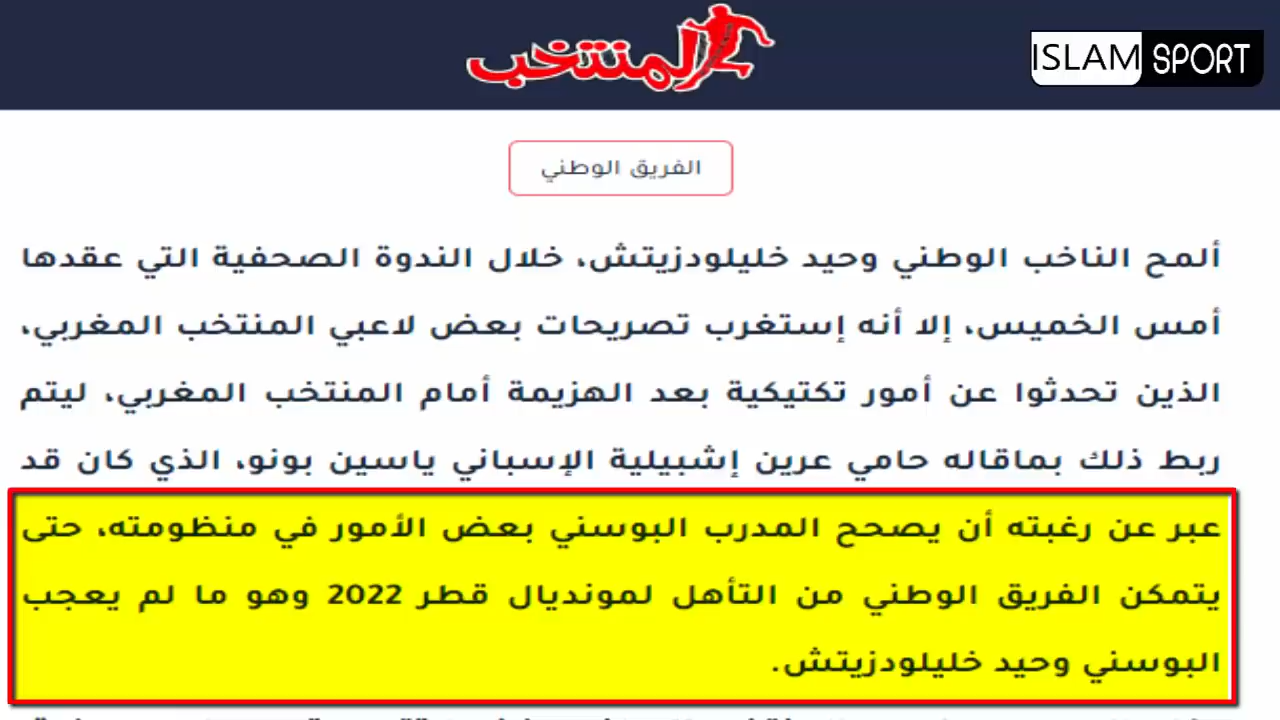 المنتخب
ISLAM SPORT
الفريق الوطني
ألمح الناخب الوطني وحيد خليلودزيتش، خلال الندوة الصحفية التي عقدها
أمس الخميس، إلا أنه إستغرب تصريحات بعض لاعبي المنتخب المغربي،
الذين تحدثوا عن أمور تكتيكية بعد الهزيمة أمام المنتخب المغربي، ليتم
ربط ذلك بماقاله حامي عرين إشبيلية الإسباني ياسين بونو، الذي كان قد
عبر عن رغبته أن يصحح المدرب البوسني بعض الأمور في منظومته، حتى
يتمكن الفريق الوطني من التأهل لمونديال قطر 2022 وهو ما لم يعجب
البوسني وحيد خليلودزيتش.